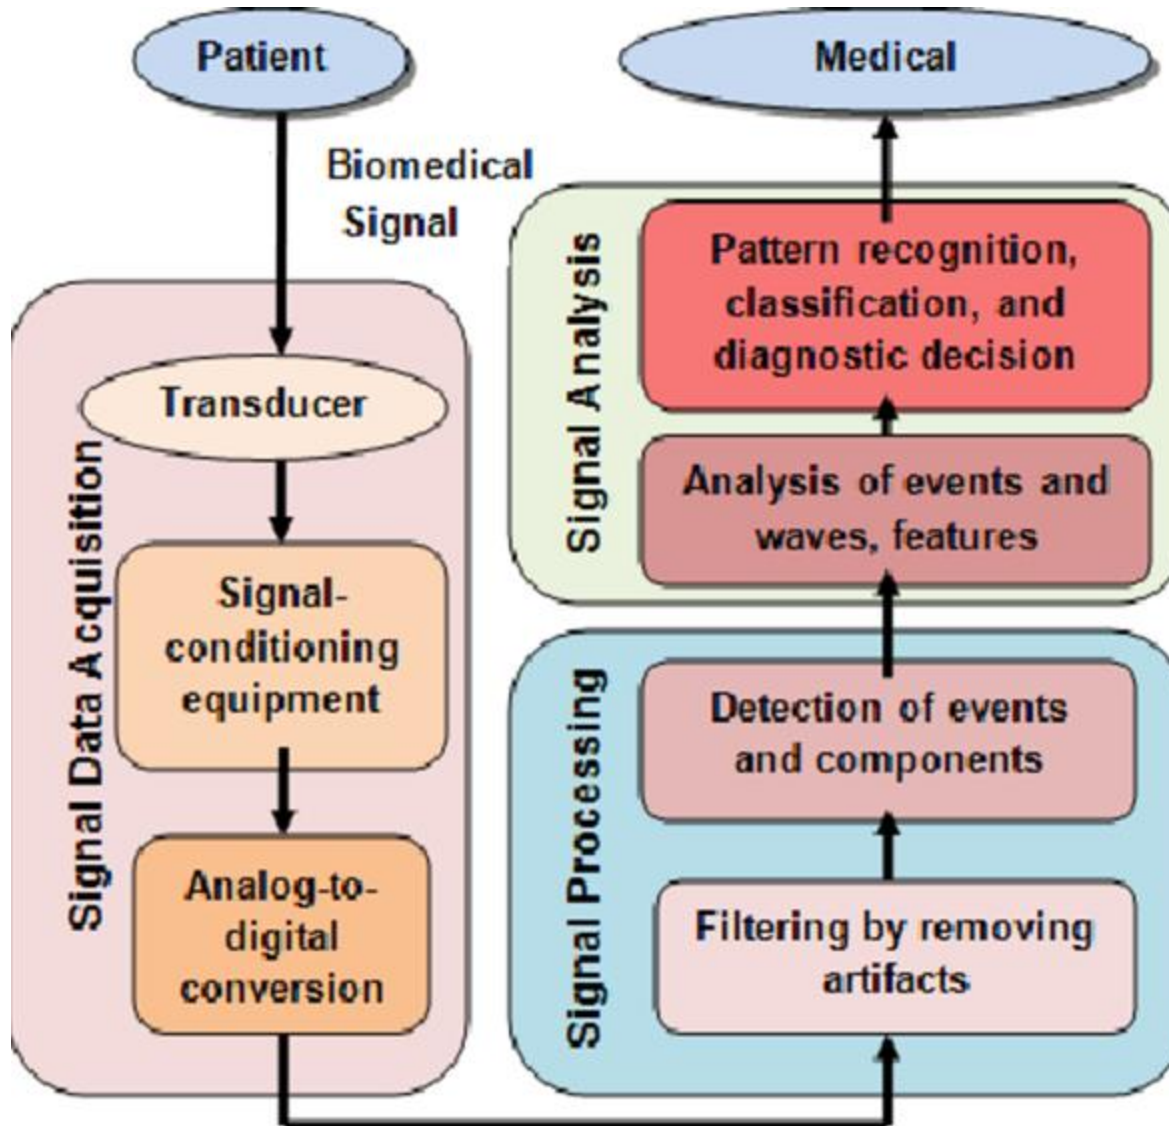 Patient
Biomedical
Signal
Signal Data Acquisition
Transducer
Signal-
conditioning
equipment
Analog-to-
digital
conversion
Signal Processing
Filtering by removing
artifacts
Detection of events
and components
Signal Analysis
Analysis of events and
waves, features
Pattern recognition,
classification, and
diagnostic decision
Medical